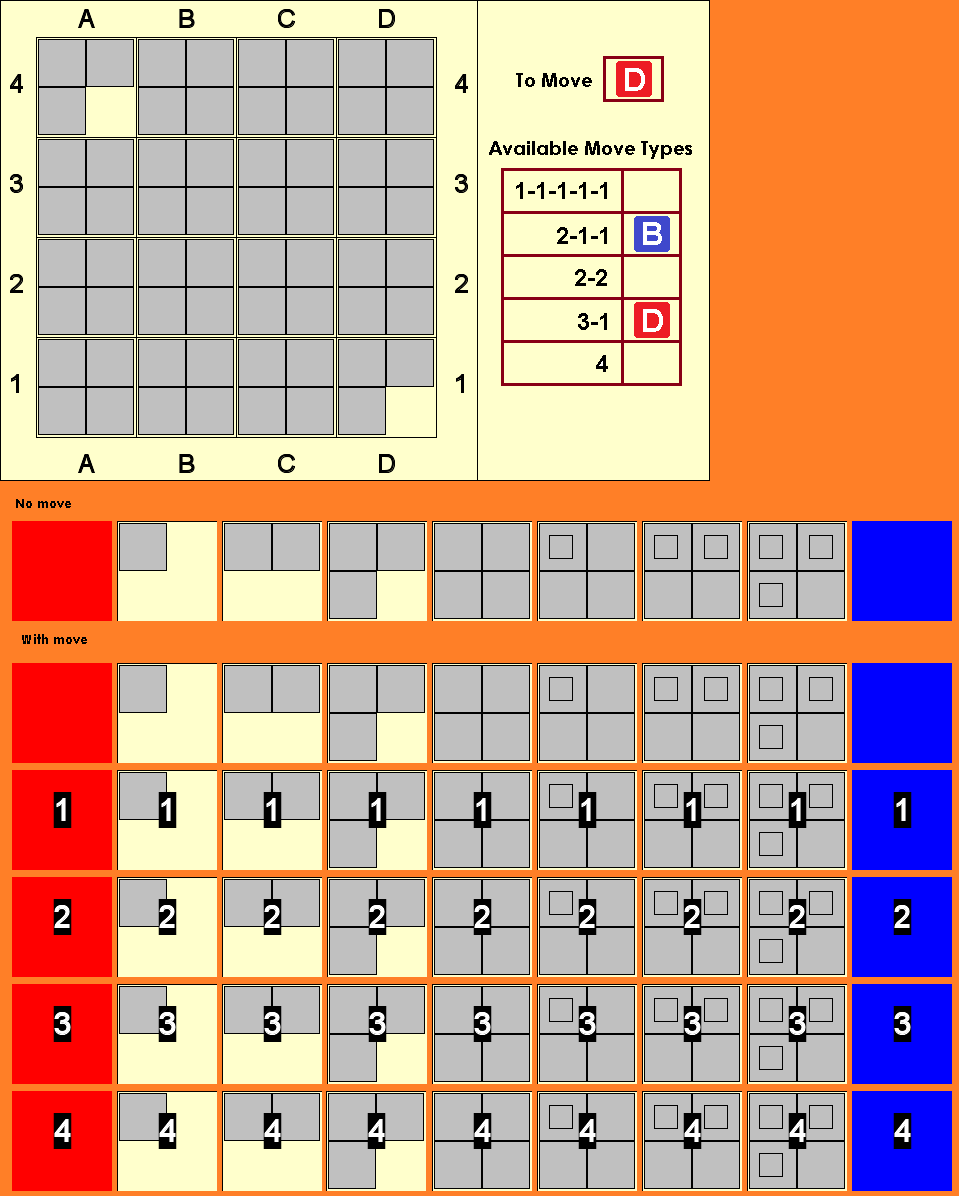 A B C D
4 4
To Move D
Available Move Types
3 3
1-1-1-1-1
2-1-1 B
2 2
2-2
3-1 D
1 1
4
A B C D
No move
With move
1 1 1 1 1 1 1 1 1
2 2 2 2 2 2 2 2 2
3 3 3 3 3 3 3 3 3
4 4 4 4 4 4 4 4 4